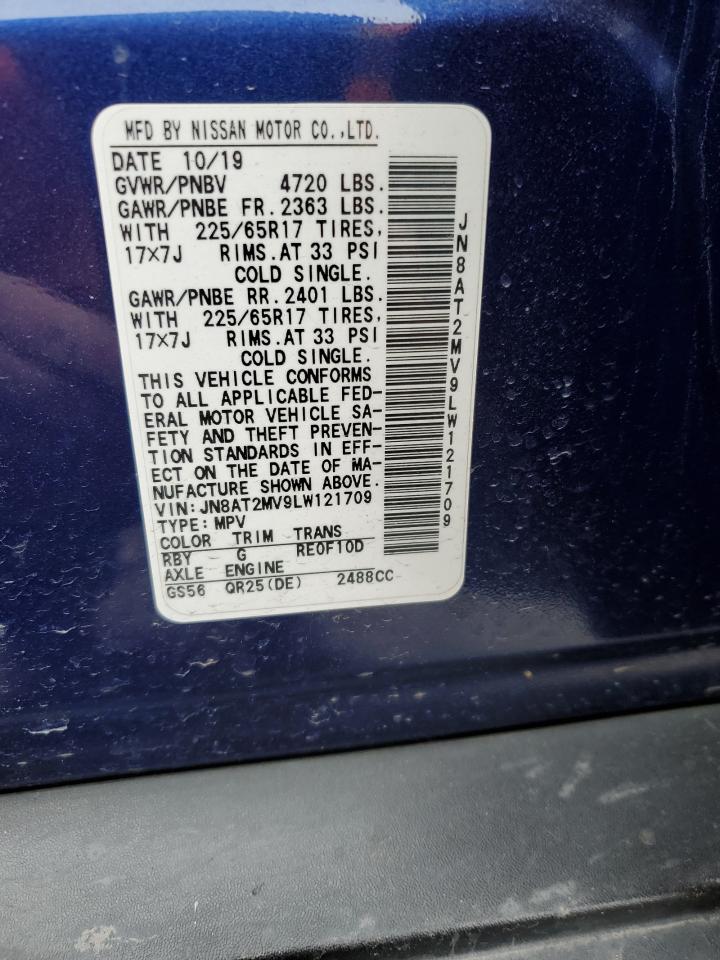 MFD BY NISSAN MOTOR CO.,LTD.
DATE 10/19
GVWR/PNBV 4720 LBS.
GAWR/PNBE FR.2363 LBS.
WITH 225/65R17 TIRES,
17×7J RIMS.AT 33 PSI
COLD SINGLE.
GAWR/PNBE RR.2401 LBS.
WITH 225/65R17 TIRES,
17×7J RIMS.AT 33 PSI
COLD SINGLE.
THIS VEHICLE CONFORMS
TO ALL APPLICABLE FED-
ERAL MOTOR VEHICLE SA-
FETY AND THEFT PREVEN-
TION STANDARDS IN EFF-
ECT ON THE DATE OF MA-
NUFACTURE SHOWN ABOVE.
VIN:JN8AT2MV9LW121709
TYPE:MPV
COLOR TRIM TRANS
RBY G RE0F10D
AXLE ENGINE
GS56 QR25(DE) 2488CC
JN8AT2MV9LW121709